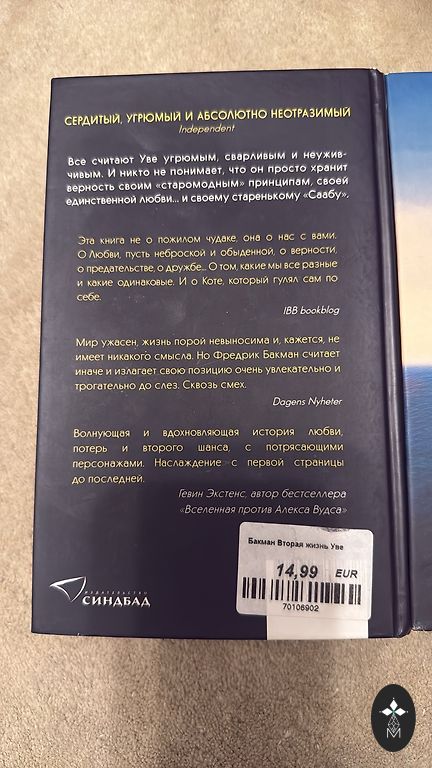 СЕРДИТЫЙ, УГРЮМЫЙ И АБСОЛЮТНО НЕОТРАЗИМЫЙ
Independent
Все считают Уве угрюмым, сварливым и неужив-
чивым. И никто не понимает, что он просто хранит
верность своим «старомодным» принципам, своей
единственной любви... и своему старенькому «Саабу».
Эта книга не о пожилом чудаке, она о нас с вами.
О Любви, пусть неброской и обыденной, о верности,
о предательстве, о дружбе... О том, какие мы все разные
и какие одинаковые. И о Коте, который гулял сам по
себе.
IBB bookblog
Мир ужасен, жизнь порой невыносима и, кажется, не
имеет никакого смысла. Но Фредрик Бакман считает
иначе и излагает свою позицию очень увлекательно и
трогательно до слез. Сквозь смех.
Dagens Nyheter
Волнующая и вдохновляющая история любви,
потерь и второго шанса, с потрясающими
персонажами. Наслаждение с первой страницы
до последней.
Гевин Экстенс, автор бестселлера
«Вселенная против Алекса Вудса»
Бакман Вторая жизнь Уве
14,99 EUR
70106902
ИЗДАТЕЛЬСТВО
СИНДБАД
M